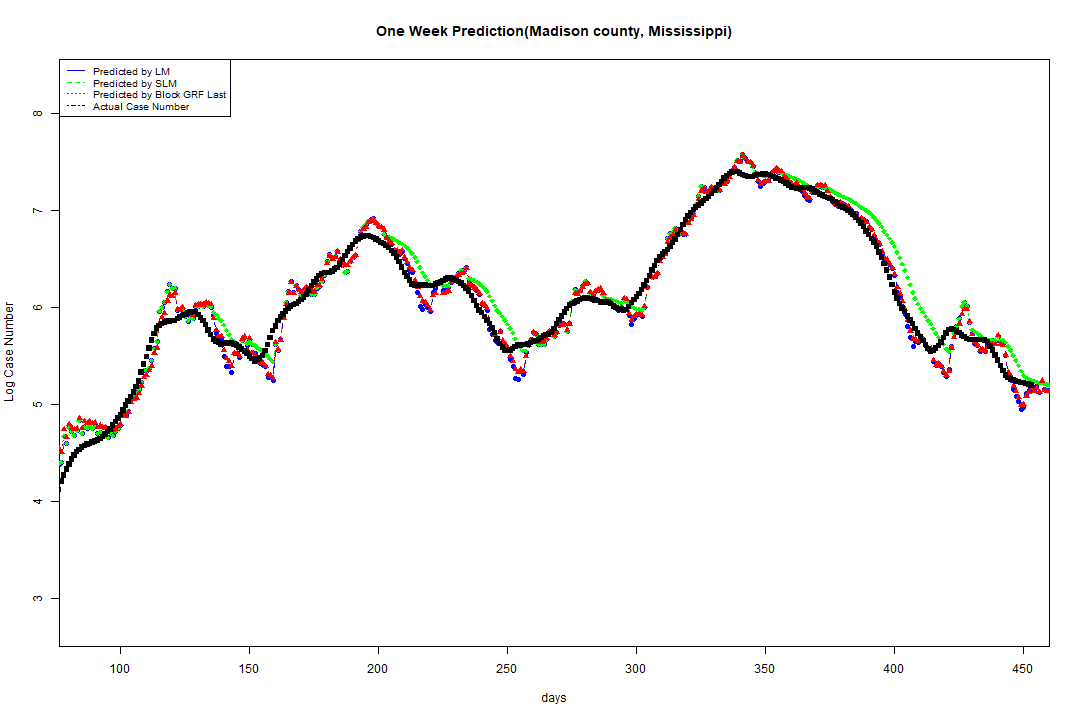 One Week Prediction(Madison county, Mississippi)
Predicted by LM
Predicted by SLM
Predicted by Block GRF Last
Actual Case Number
Log Case Number
8
7
6
5
4
3
100 150 200 250 300 350 400 450
days